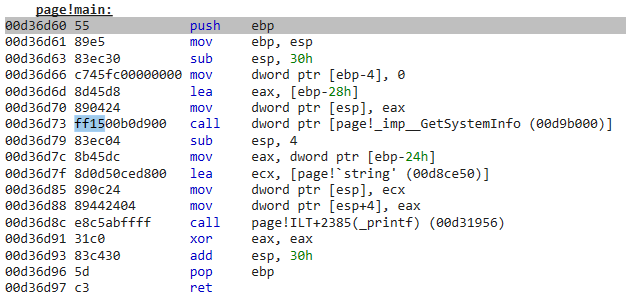 page!main:
00d36d60 55 push ebp
00d36d61 89e5 mov ebp, esp
00d36d63 83ec30 sub esp, 30h
00d36d66 c745fc00000000 mov dword ptr [ebp-4], 0
00d36d6d 8d45d8 lea eax, [ebp-28h]
00d36d70 890424 mov dword ptr [esp], eax
00d36d73 ff1500b0d900 call dword ptr [page!_imp__GetSystemInfo (00d9b000)]
00d36d79 83ec04 sub esp, 4
00d36d7c 8b45dc mov eax, dword ptr [ebp-24h]
00d36d7f 8d0d50ced800 lea ecx, [page!`string' (00d8ce50)]
00d36d85 890c24 mov dword ptr [esp], ecx
00d36d88 89442404 mov dword ptr [esp+4], eax
00d36d8c e8c5abffff call page!ILT+2385(_printf) (00d31956)
00d36d91 31c0 xor eax, eax
00d36d93 83c430 add esp, 30h
00d36d96 5d pop ebp
00d36d97 c3 ret